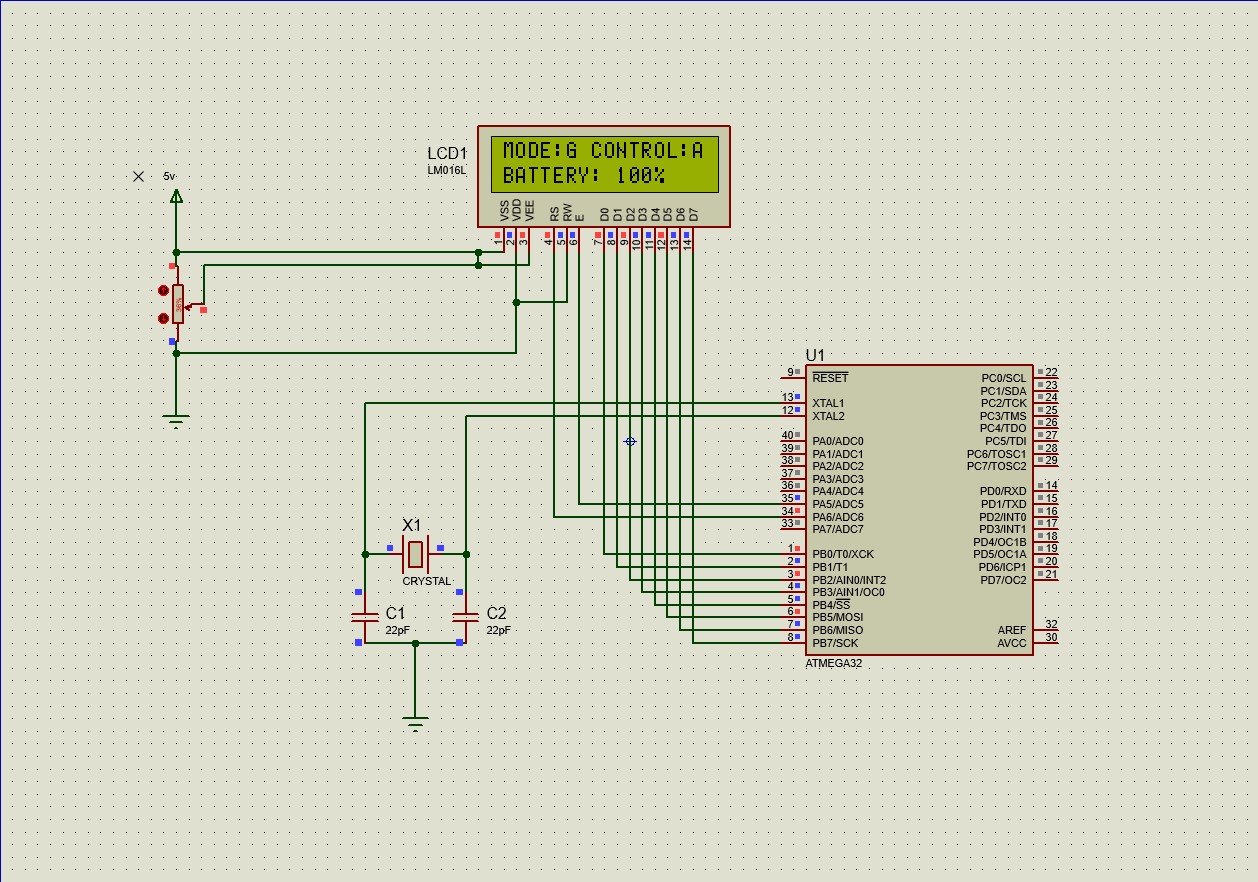 LCD1
LM016L
MODE:G CONTROL:A
BATTERY: 100%
VSS VDD VEE RS RW E D0 D1 D2 D3 D4 D5 D6 D7
1 2 3 4 5 6 7 8 9 10 11 12 13 14
5v
U1
9 RESET
13 XTAL1
12 XTAL2
40 PA0/ADC0
39 PA1/ADC1
38 PA2/ADC2
37 PA3/ADC3
36 PA4/ADC4
35 PA5/ADC5
34 PA6/ADC6
33 PA7/ADC7
1 PB0/T0/XCK
2 PB1/T1
3 PB2/AIN0/INT2
4 PB3/AIN1/OC0
5 PB4/SS
6 PB5/MOSI
7 PB6/MISO
8 PB7/SCK
PC0/SCL 22
PC1/SDA 23
PC2/TCK 24
PC3/TMS 25
PC4/TDO 26
PC5/TDI 27
PC6/TOSC1 28
PC7/TOSC2 29
PD0/RXD 14
PD1/TXD 15
PD2/INT0 16
PD3/INT1 17
PD4/OC1B 18
PD5/OC1A 19
PD6/ICP1 20
PD7/OC2 21
AREF 32
AVCC 30
ATMEGA32
X1
CRYSTAL
C1
22pF
C2
22pF